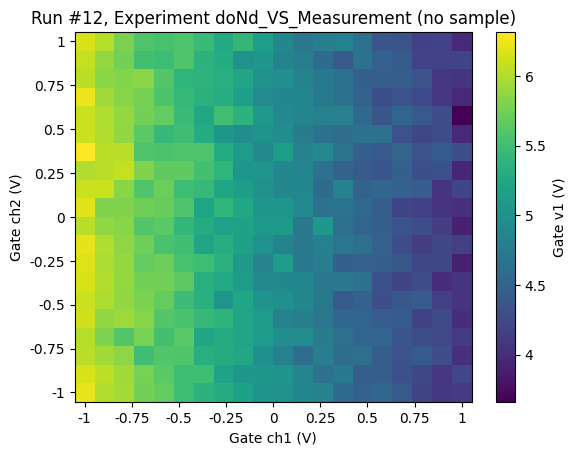 Run #12, Experiment doNd_VS_Measurement (no sample)
Gate ch2 (V)
1
0.75
0.5
0.25
0
-0.25
-0.5
-0.75
-1
-1 -0.75 -0.5 -0.25 0 0.25 0.5 0.75 1
Gate ch1 (V)
6
5.5
5
4.5
4
Gate v1 (V)